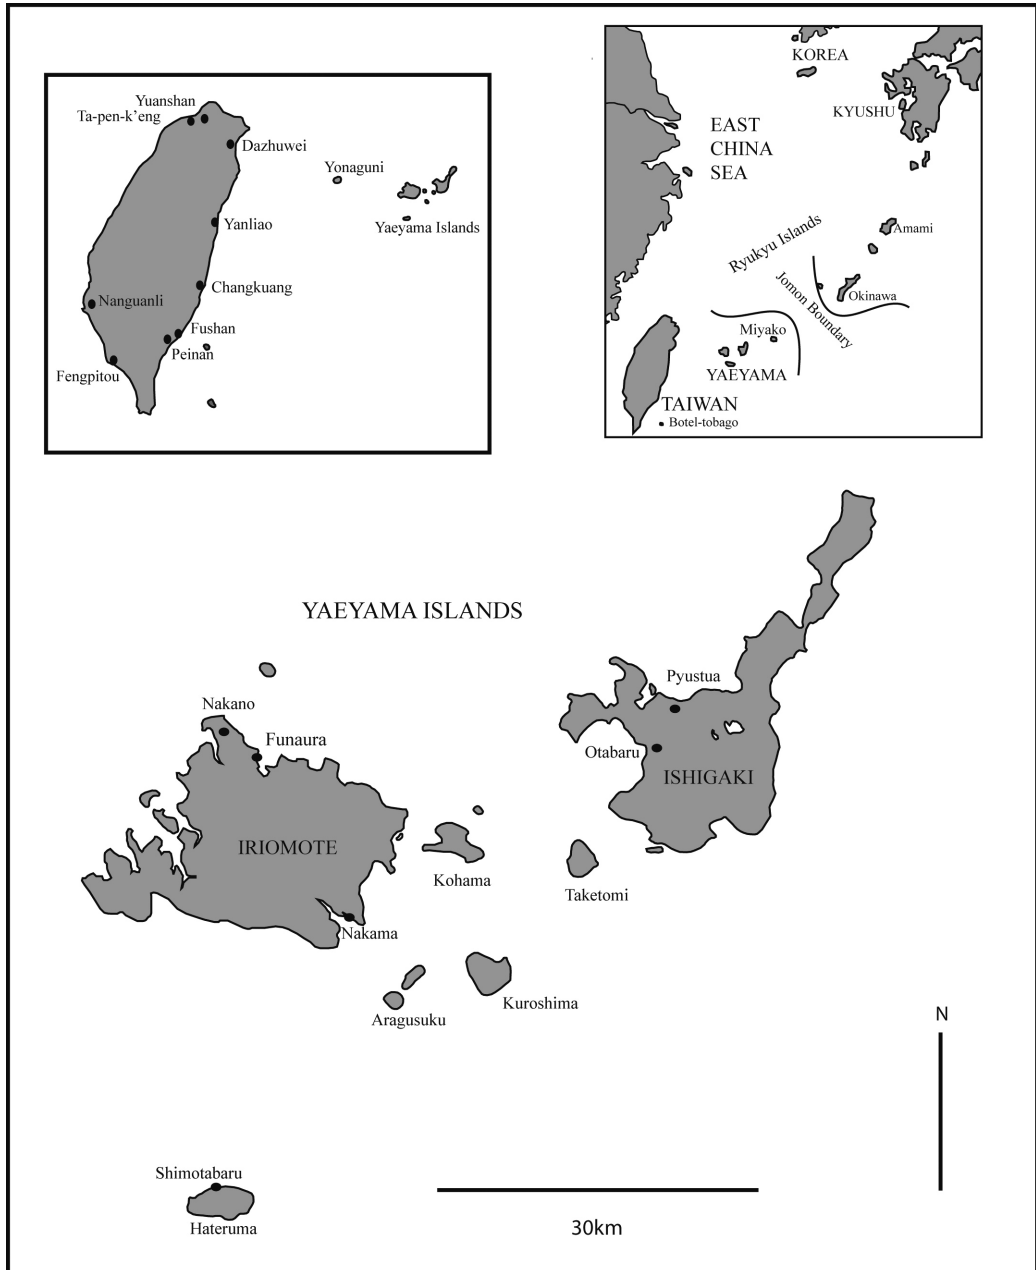 Yuanshan
Ta-pen-k’eng
Dazhuwei
Yonaguni
Yanliao
Yaeyama Islands
Changkuang
Nanguanli
Fushan
Peinan
Fengpitou
KOREA
KYUSHU
EAST
CHINA
SEA
Ryukyu Islands
Amami
Jomon Boundary
Okinawa
Miyako
YAEYAMA
TAIWAN
Botel-tobago
YAEYAMA ISLANDS
Pyustua
Nakano
Funaura
Otabaru
ISHIGAKI
IRIOMOTE
Kohama
Taketomi
Nakama
Kuroshima
Aragusuku
N
Shimotabaru
Hateruma
30km